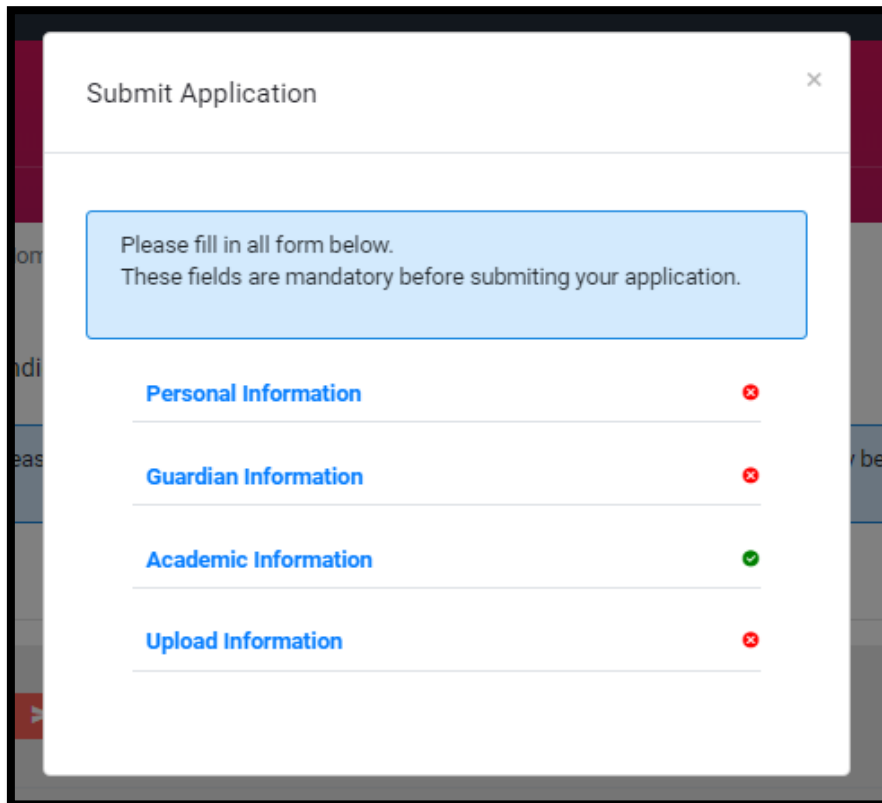 Submit Application
×
Please fill in all form below.
These fields are mandatory before submiting your application.
Personal Information
Guardian Information
Academic Information
Upload Information